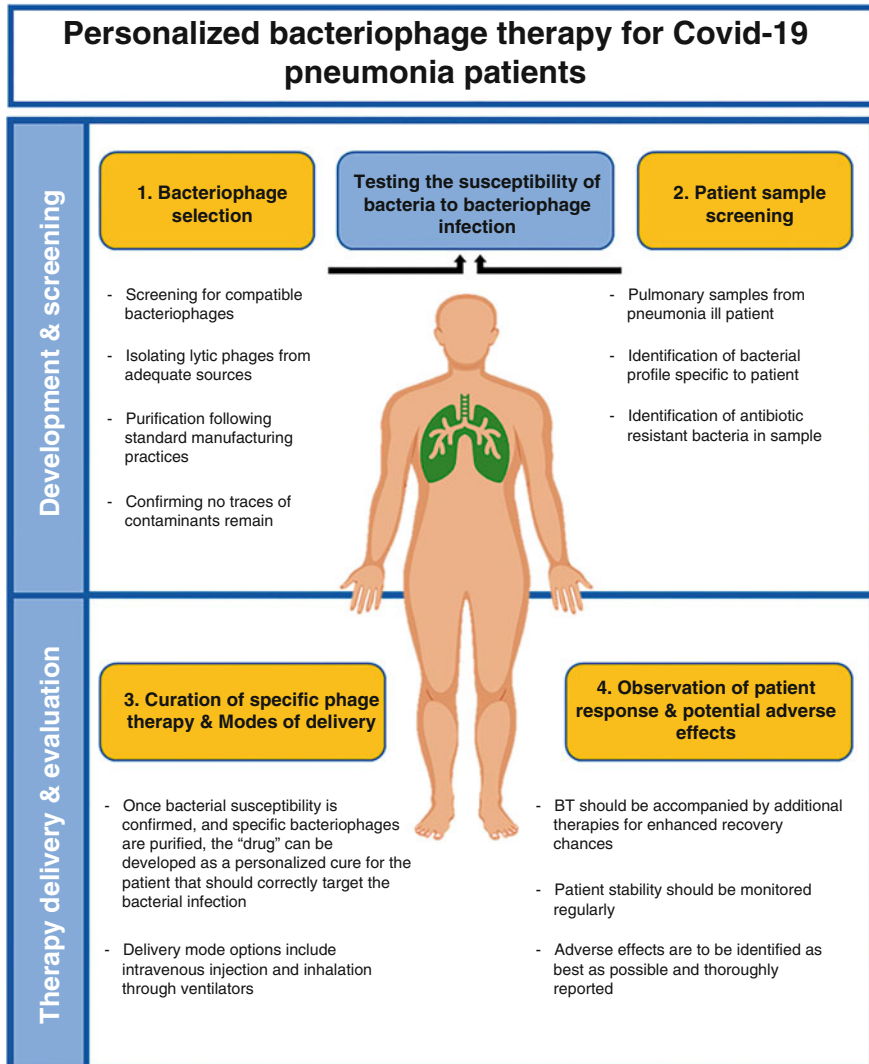 Personalized bacteriophage therapy for Covid-19
pneumonia patients
Development & screening
1. Bacteriophage
selection
Testing the susceptibility of
bacteria to bacteriophage
infection
2. Patient sample
screening
- Screening for compatible
bacteriophages
- Isolating lytic phages from
adequate sources
- Purification following
standard manufacturing
practices
- Confirming no traces of
contaminants remain
- Pulmonary samples from
pneumonia ill patient
- Identification of bacterial
profile specific to patient
- Identification of antibiotic
resistant bacteria in sample
Therapy delivery & evaluation
3. Curation of specific phage
therapy & Modes of delivery
- Once bacterial susceptibility is
confirmed, and specific bacteriophages
are purified, the “drug” can be
developed as a personalized cure for the
patient that should correctly target the
bacterial infection
- Delivery mode options include
intravenous injection and inhalation
through ventilators
4. Observation of patient
response & potential adverse
effects
- BT should be accompanied by additional
therapies for enhanced recovery
chances
- Patient stability should be monitored
regularly
- Adverse effects are to be identified as
best as possible and thoroughly
reported